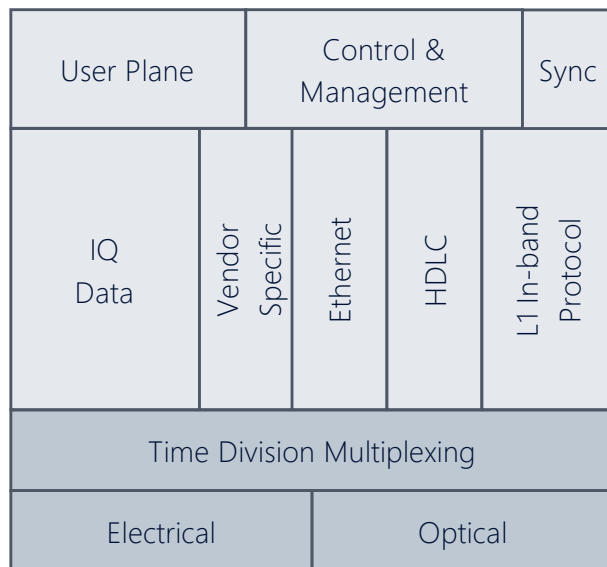 User Plane
Control &
Management
Sync
IQ
Data
Vendor
Specific
Ethernet
HDLC
L1 In-band
Protocol
Time Division Multiplexing
Electrical
Optical